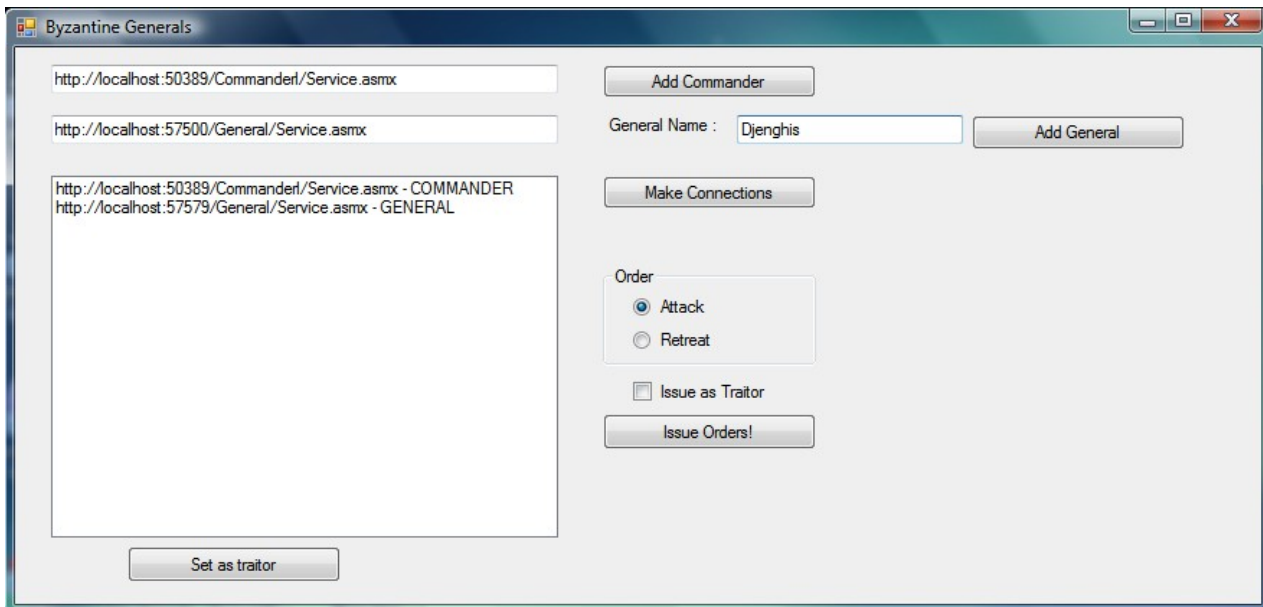 Byzantine Generals
http://localhost:50389/Commanderl/Service.asmx
Add Commander
http://localhost:57500/General/Service.asmx
General Name :
Djenghis
Add General
http://localhost:50389/Commanderl/Service.asmx - COMMANDER
http://localhost:57579/General/Service.asmx - GENERAL
Make Connections
Order
Attack
Retreat
Issue as Traitor
Issue Orders!
Set as traitor